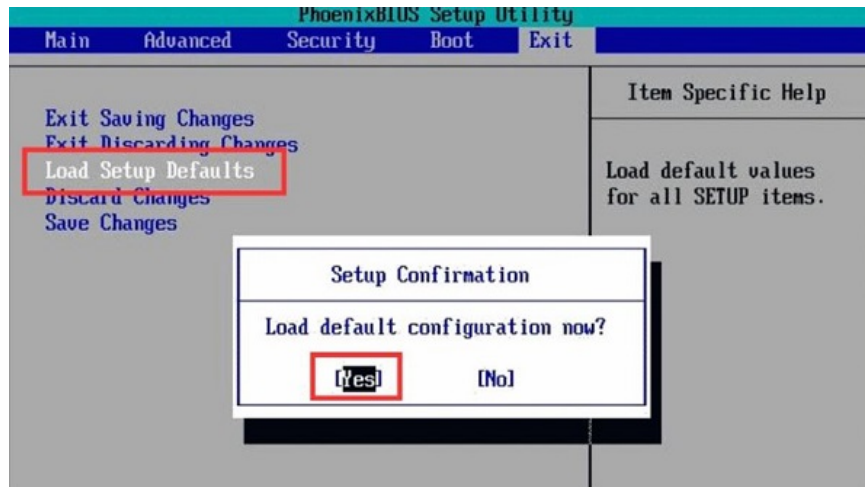 PhoenixBIOS Setup Utility
Main Advanced Security Boot Exit
Item Specific Help
Exit Saving Changes
Exit Discarding Changes
Load Setup Defaults
Discard Changes
Save Changes
Load default values
for all SETUP items.
Setup Confirmation
Load default configuration now?
[Yes] [No]